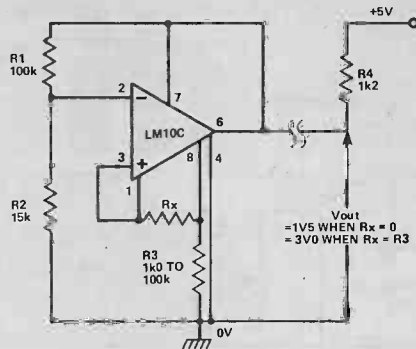 +5V
R1
100k
R4
1k2
2
7
−
LM10C
6
3
+
8
4
1
Rx
R2
15k
R3
1k0 TO
100k
Vout
=1V5 WHEN Rx = 0
= 3V0 WHEN Rx = R3
0V